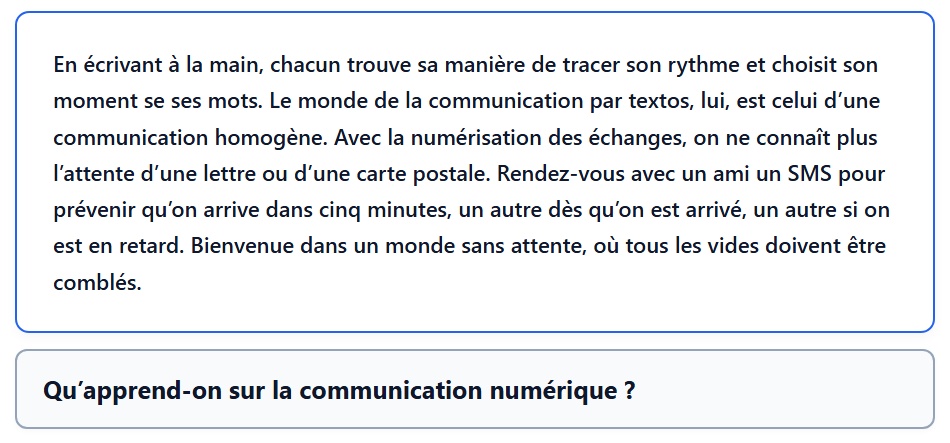 En écrivant à la main, chacun trouve sa manière de tracer son rythme et choisit son
moment se ses mots. Le monde de la communication par textos, lui, est celui d’une
communication homogène. Avec la numérisation des échanges, on ne connaît plus
l’attente d’une lettre ou d’une carte postale. Rendez-vous avec un ami un SMS pour
prévenir qu’on arrive dans cinq minutes, un autre dès qu’on est arrivé, un autre si on
est en retard. Bienvenue dans un monde sans attente, où tous les vides doivent être
comblés.
Qu’apprend-on sur la communication numérique ?